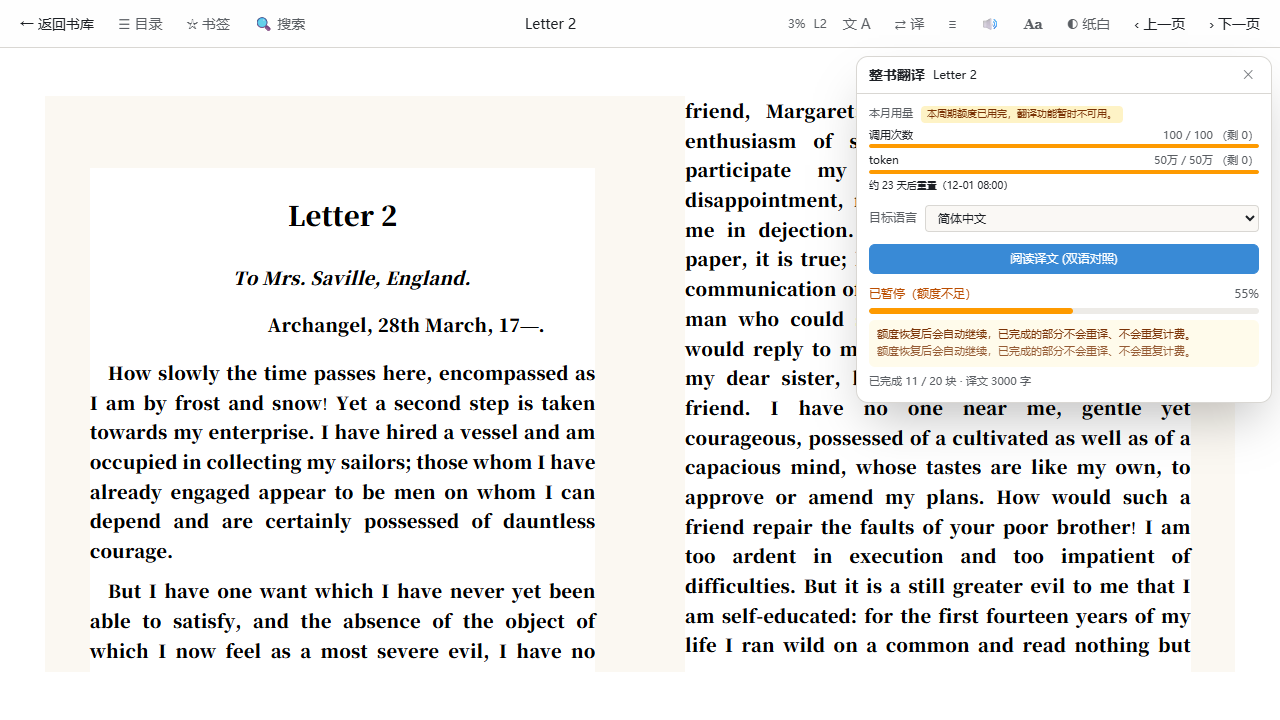 ← 返回书库 ☰ 目录 ☆ 书签 🔍 搜索 Letter 2 3% L2 文 A ⇄ 译 ≡ 🔊 Aa ◐ 纸白 ‹ 上一页 › 下一页
Letter 2
To Mrs. Saville, England.
Archangel, 28th March, 17—.
How slowly the time passes here, encompassed as
I am by frost and snow! Yet a second step is taken
towards my enterprise. I have hired a vessel and am
occupied in collecting my sailors; those whom I have
already engaged appear to be men on whom I can
depend and are certainly possessed of dauntless
courage.
But I have one want which I have never yet been
able to satisfy, and the absence of the object of
which I now feel as a most severe evil, I have no
friend, Margaret
enthusiasm of s
participate my
disappointment,
me in dejection.
paper, it is true;
communication o
man who could
would reply to m
my dear sister,
friend. I have no one near me, gentle yet
courageous, possessed of a cultivated as well as of a
capacious mind, whose tastes are like my own, to
approve or amend my plans. How would such a
friend repair the faults of your poor brother! I am
too ardent in execution and too impatient of
difficulties. But it is a still greater evil to me that I
am self-educated: for the first fourteen years of my
life I ran wild on a common and read nothing but
整书翻译 Letter 2 ×
本月用量 本周期额度已用完，翻译功能暂时不可用。
调用次数 100 / 100 （剩 0）
token 50万 / 50万 （剩 0）
约 23 天后重置（12-01 08:00）
目标语言 简体中文
阅读译文 (双语对照)
已暂停（额度不足） 55%
额度恢复后会自动继续，已完成的部分不会重译、不会重复计费。
额度恢复后会自动继续，已完成的部分不会重译、不会重复计费。
已完成 11 / 20 块 · 译文 3000 字